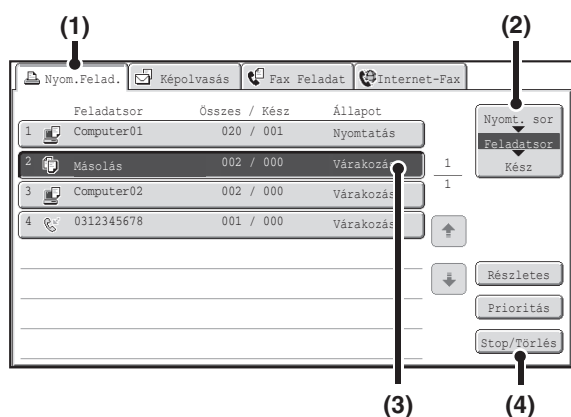 (1) (2)
Nyom.Felad. Képolvasás Fax Feladat Internet-Fax
Feladatsor Összes / Kész Állapot
1 Computer01 020 / 001 Nyomtatás
2 Másolás 002 / 000 Várakozás
3 Computer02 002 / 000 Várakozás
4 0312345678 001 / 000 Várakozás
1
1
Nyomt. sor
Feladatsor
Kész
Részletes
Prioritás
Stop/Törlés
(3) (4)